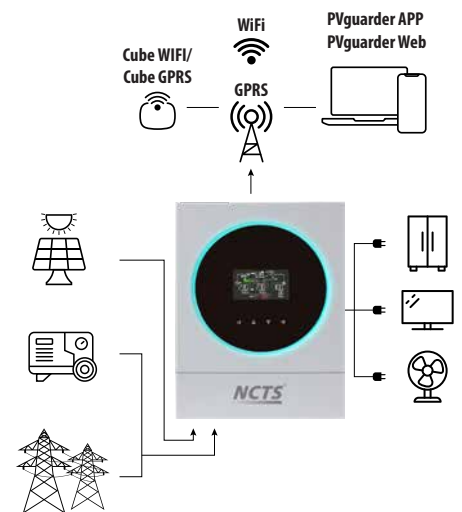 WiFi
PVguarder APP
PVguarder Web
Cube WIFI/
Cube GPRS
GPRS
NCTS